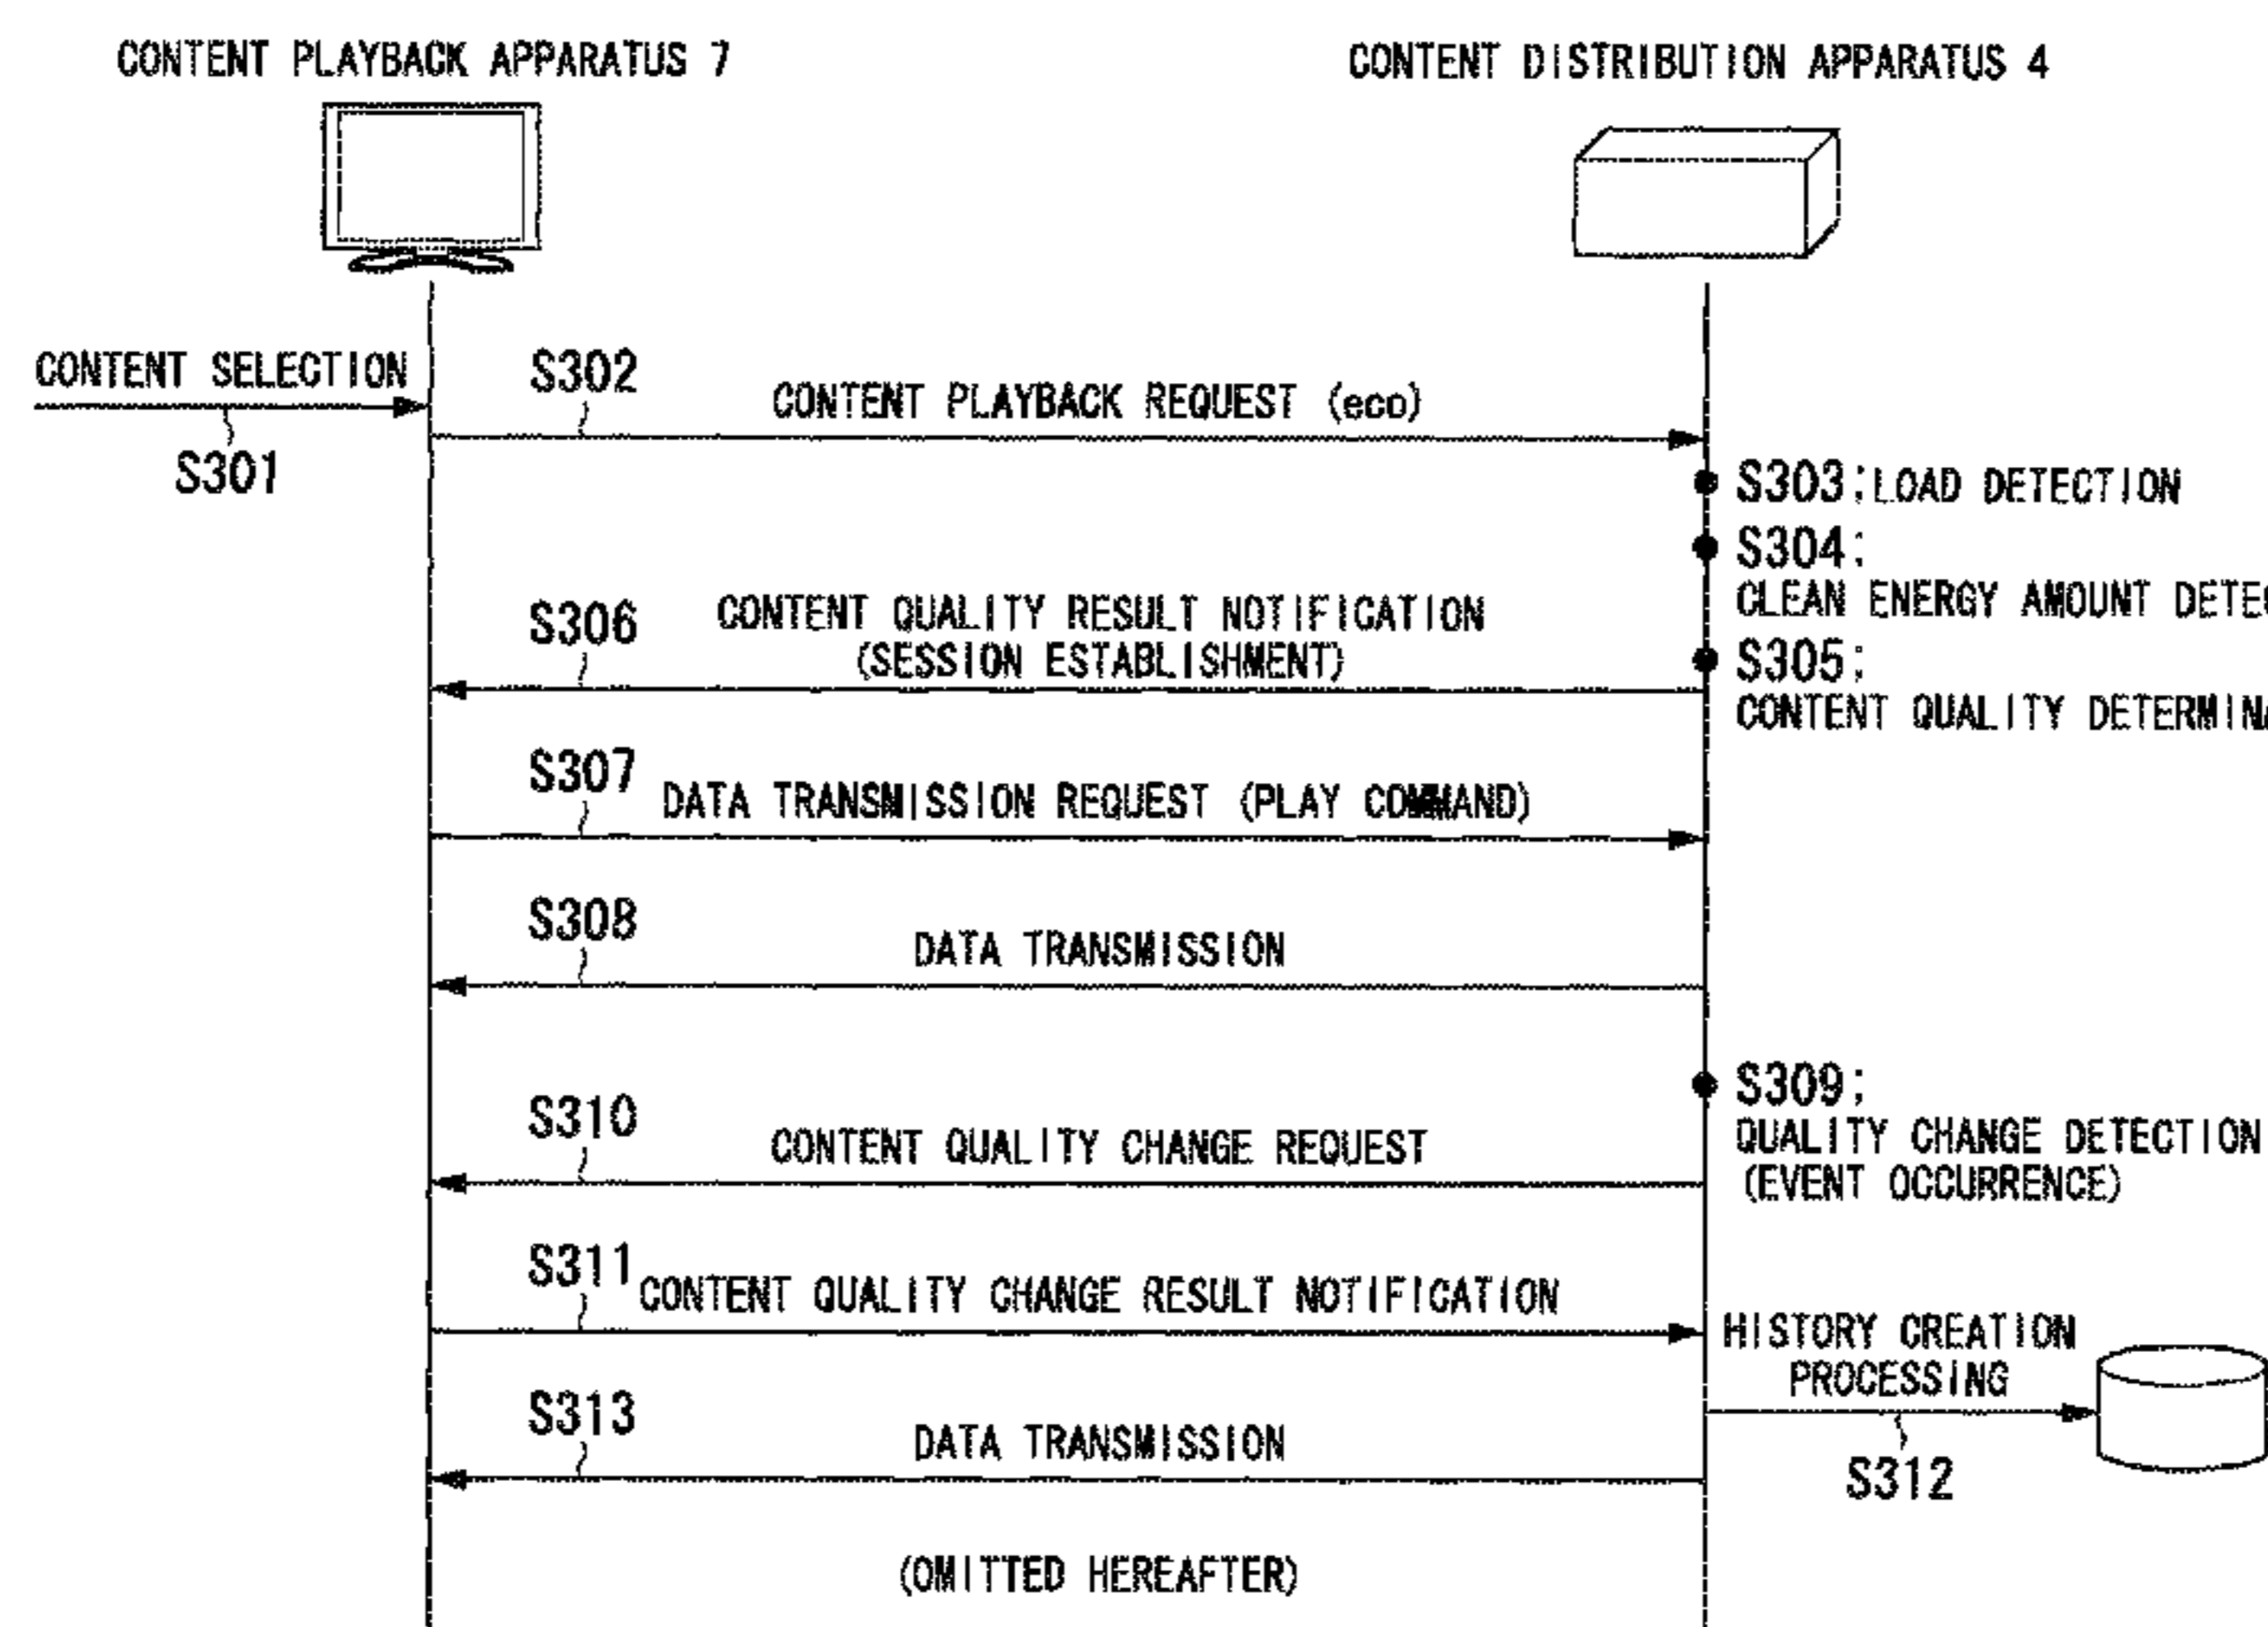 CONTENT PLAYBACK APPARATUS 7
CONTENT DISTRIBUTION APPARATUS 4
CONTENT SELECTION
S301
S302
CONTENT PLAYBACK REQUEST (eco)
S303; LOAD DETECTION
S304;
CLEAN ENERGY AMOUNT
S305;
CONTENT QUALITY
S306
CONTENT QUALITY RESULT NOTIFICATION
(SESSION ESTABLISHMENT)
S307
DATA TRANSMISSION REQUEST (PLAY COMMAND)
S308
DATA TRANSMISSION
S309;
QUALITY CHANGE DETECTION
(EVENT OCCURRENCE)
S310
CONTENT QUALITY CHANGE REQUEST
S311
CONTENT QUALITY CHANGE RESULT NOTIFICATION
HISTORY CREATION
PROCESSING
S312
S313
DATA TRANSMISSION
(OMITTED HEREAFTER)